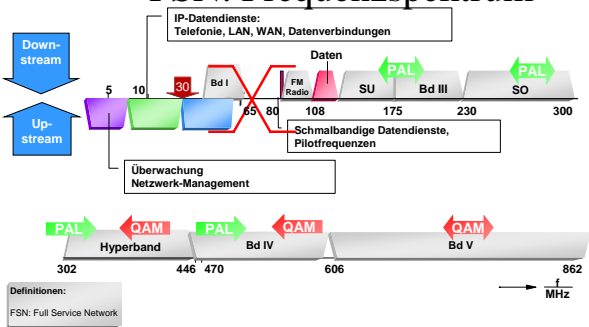 FSN: Frequenzspektrum
IP-Datendienste:
Telefonie, LAN, WAN, Datenverbindungen
Down-
stream
Daten
5
10
30
Bd I
FM
Radio
SU
PAL
Bd III
PAL
SO
65
80
108
175
230
300
Up-
stream
Schmalbandige Datendienste,
Pilotfrequenzen
Überwachung
Netzwerk-Management
PAL
QAM
PAL
QAM
QAM
Hyperband
Bd IV
Bd V
302
446
470
606
862
f
MHz
Definitionen:
FSN: Full Service Network